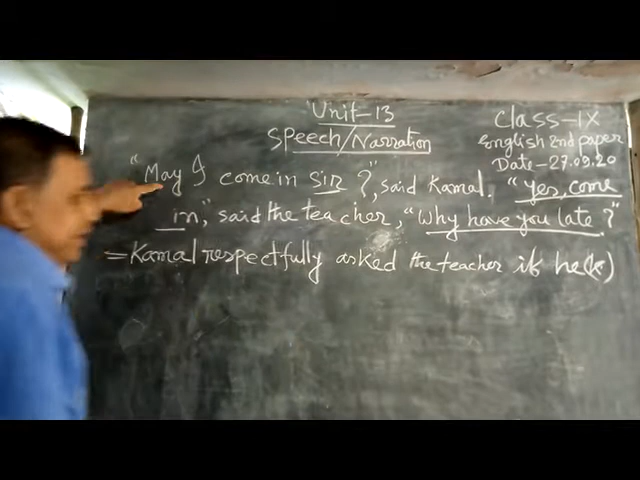 Unit-13
Class-IX
Speech/Narration
English 2nd paper
Date-27.09.20
"May I come in Sir?", said Kamal. "yes, come
in," said the teacher, "Why have you late?"
=Kamal respectfully asked the teacher if he(k)